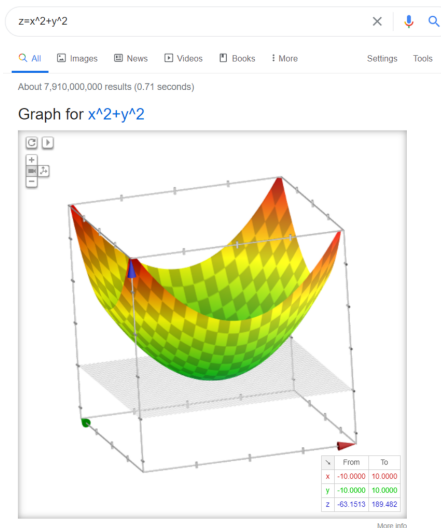 z=x^2+y^2
All Images News Videos Books More Settings Tools
About 7,910,000,000 results (0.71 seconds)
Graph for x^2+y^2
From To
x -10.0000 10.0000
y -10.0000 10.0000
z -63.1513 189.482
More info